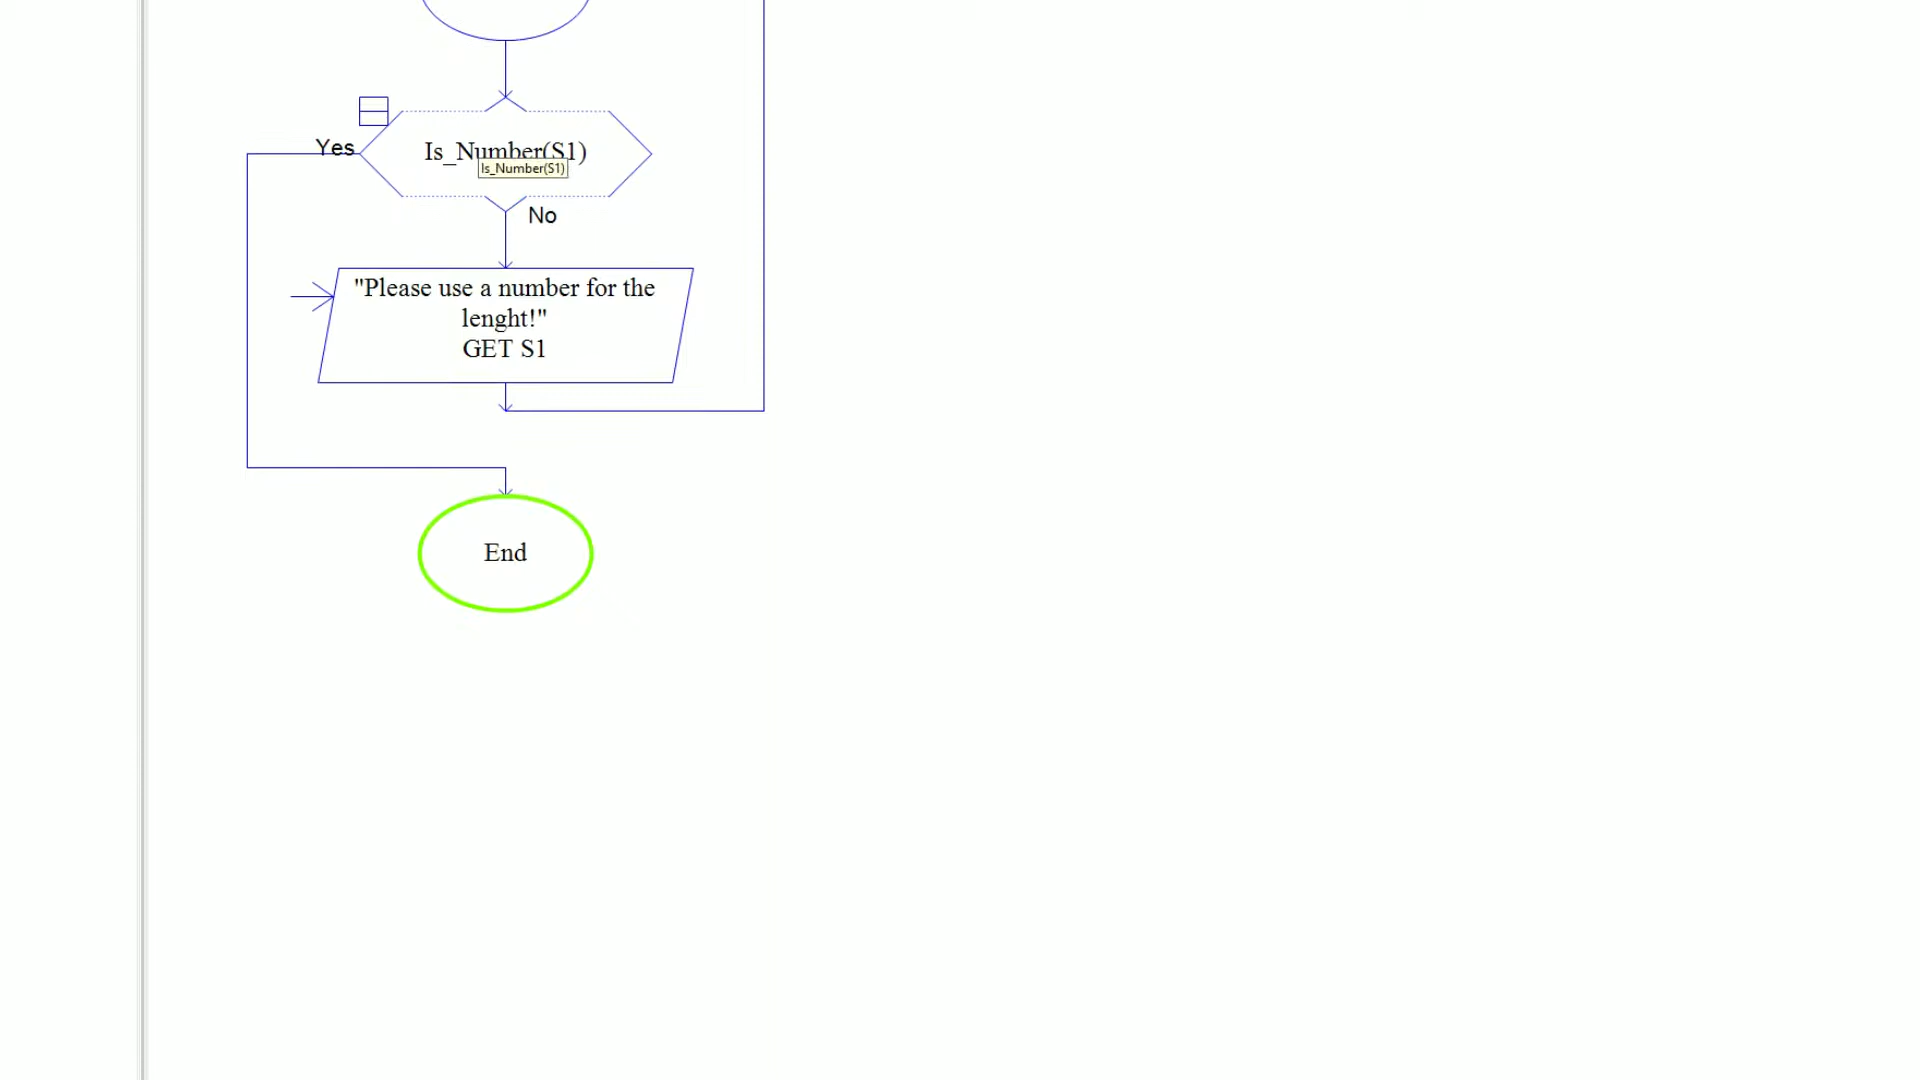 Yes
Is_Number(S1)
Is_Number(S1)
No
"Please use a number for the
lenght!"
GET S1
End